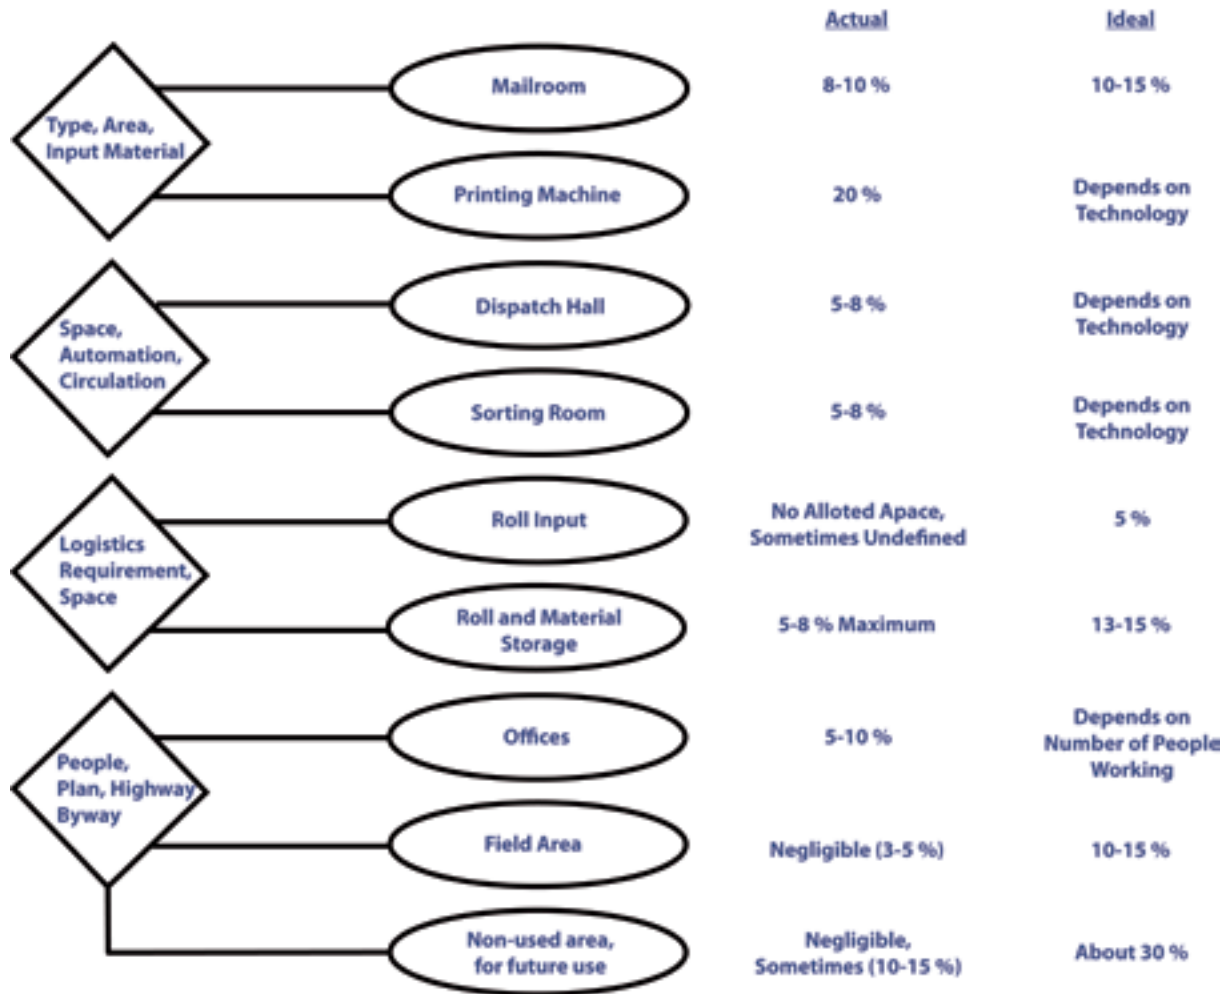 Actual
Ideal
Type, Area,
Input Material
Mailroom
8-10 %
10-15 %
Printing Machine
20 %
Depends on
Technology
Space,
Automation,
Circulation
Dispatch Hall
5-8 %
Depends on
Technology
Sorting Room
5-8 %
Depends on
Technology
Logistics
Requirement,
Space
Roll Input
No Alloted Apace,
Sometimes Undefined
5 %
Roll and Material
Storage
5-8 % Maximum
13-15 %
People,
Plan, Highway
Byway
Offices
5-10 %
Depends on
Number of People
Working
Field Area
Negligible (3-5 %)
10-15 %
Non-used area,
for future use
Negligible,
Sometimes (10-15 %)
About 30 %